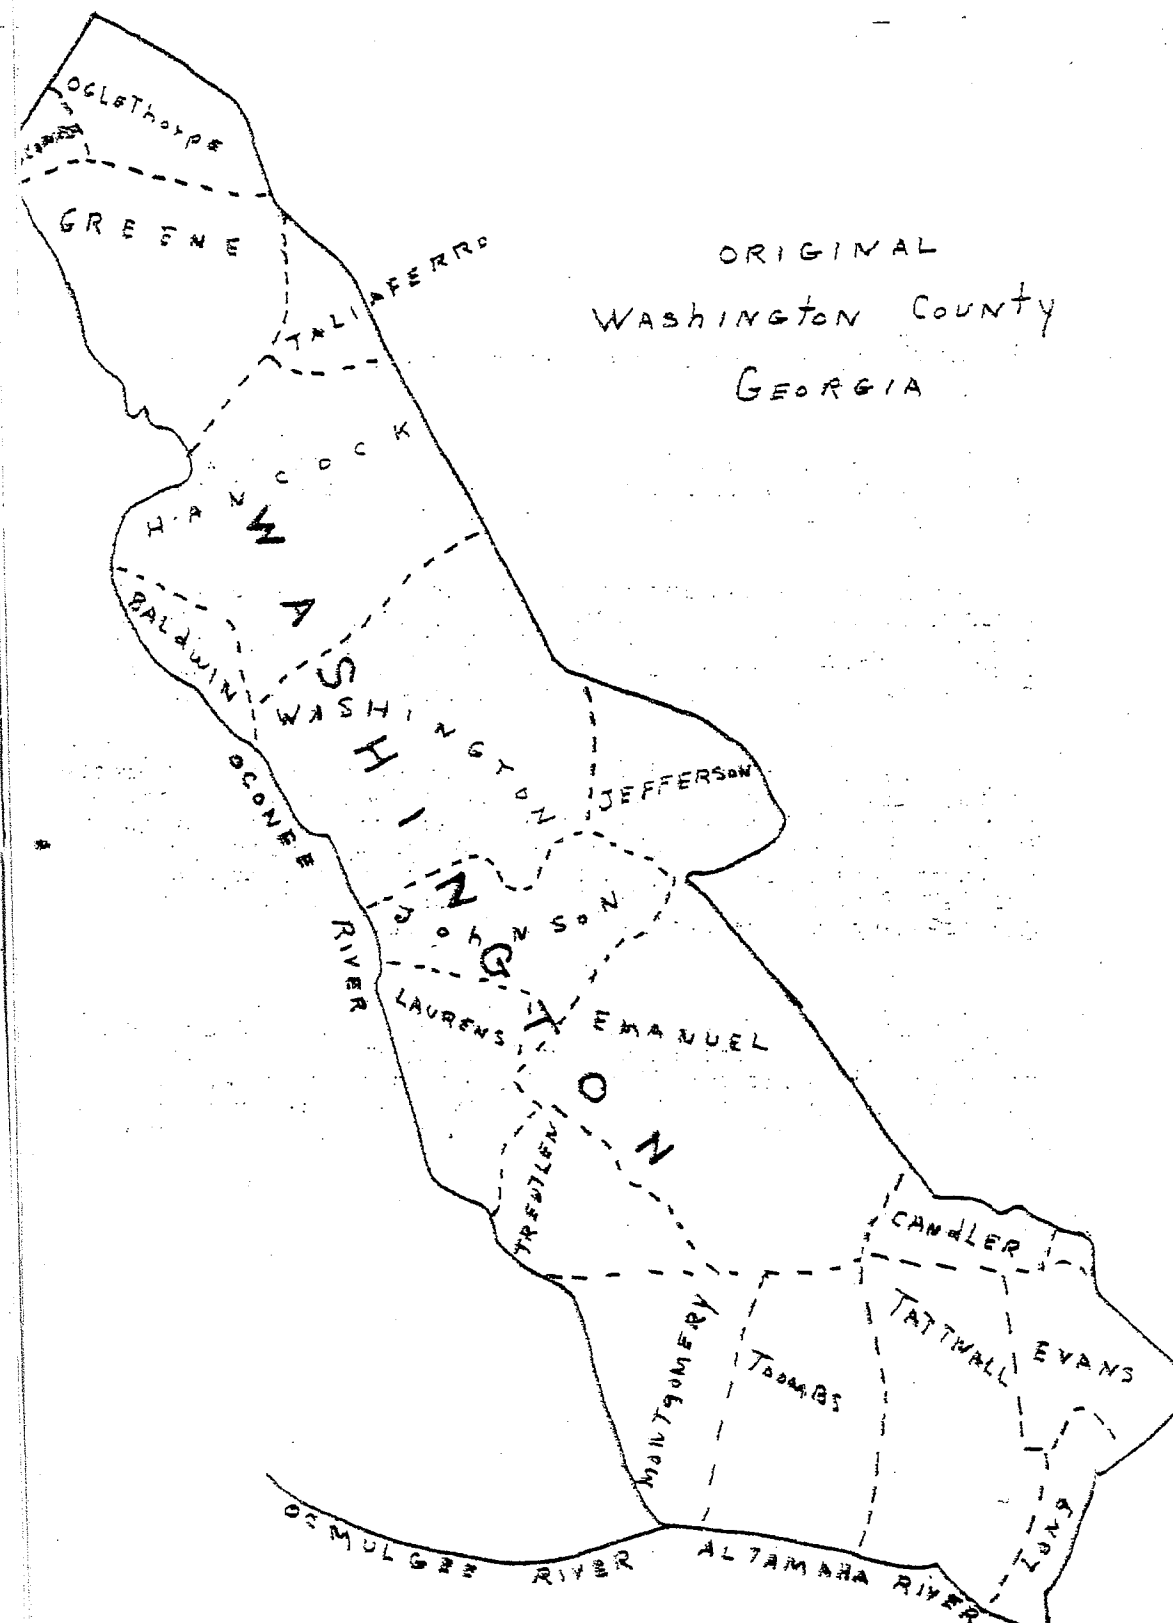 OGLEThorpE
GREENE
TALIAFERRO
ORIGINAL
WAShINGtON COUNtY
GEORGIA
HANCOCK
WASHINGTON
BALdWIN
WASHINGTON
JEFFERSON
OCONEE
RIVER
JohNSoN
LAURENS
EMANUEL
TREUTLEN
CANdLER
MONTgOMERY
TOOMBS
TATTNALL
EVANS
LONg
OCMULGEE RIVER
ALTAMAHA RIVER